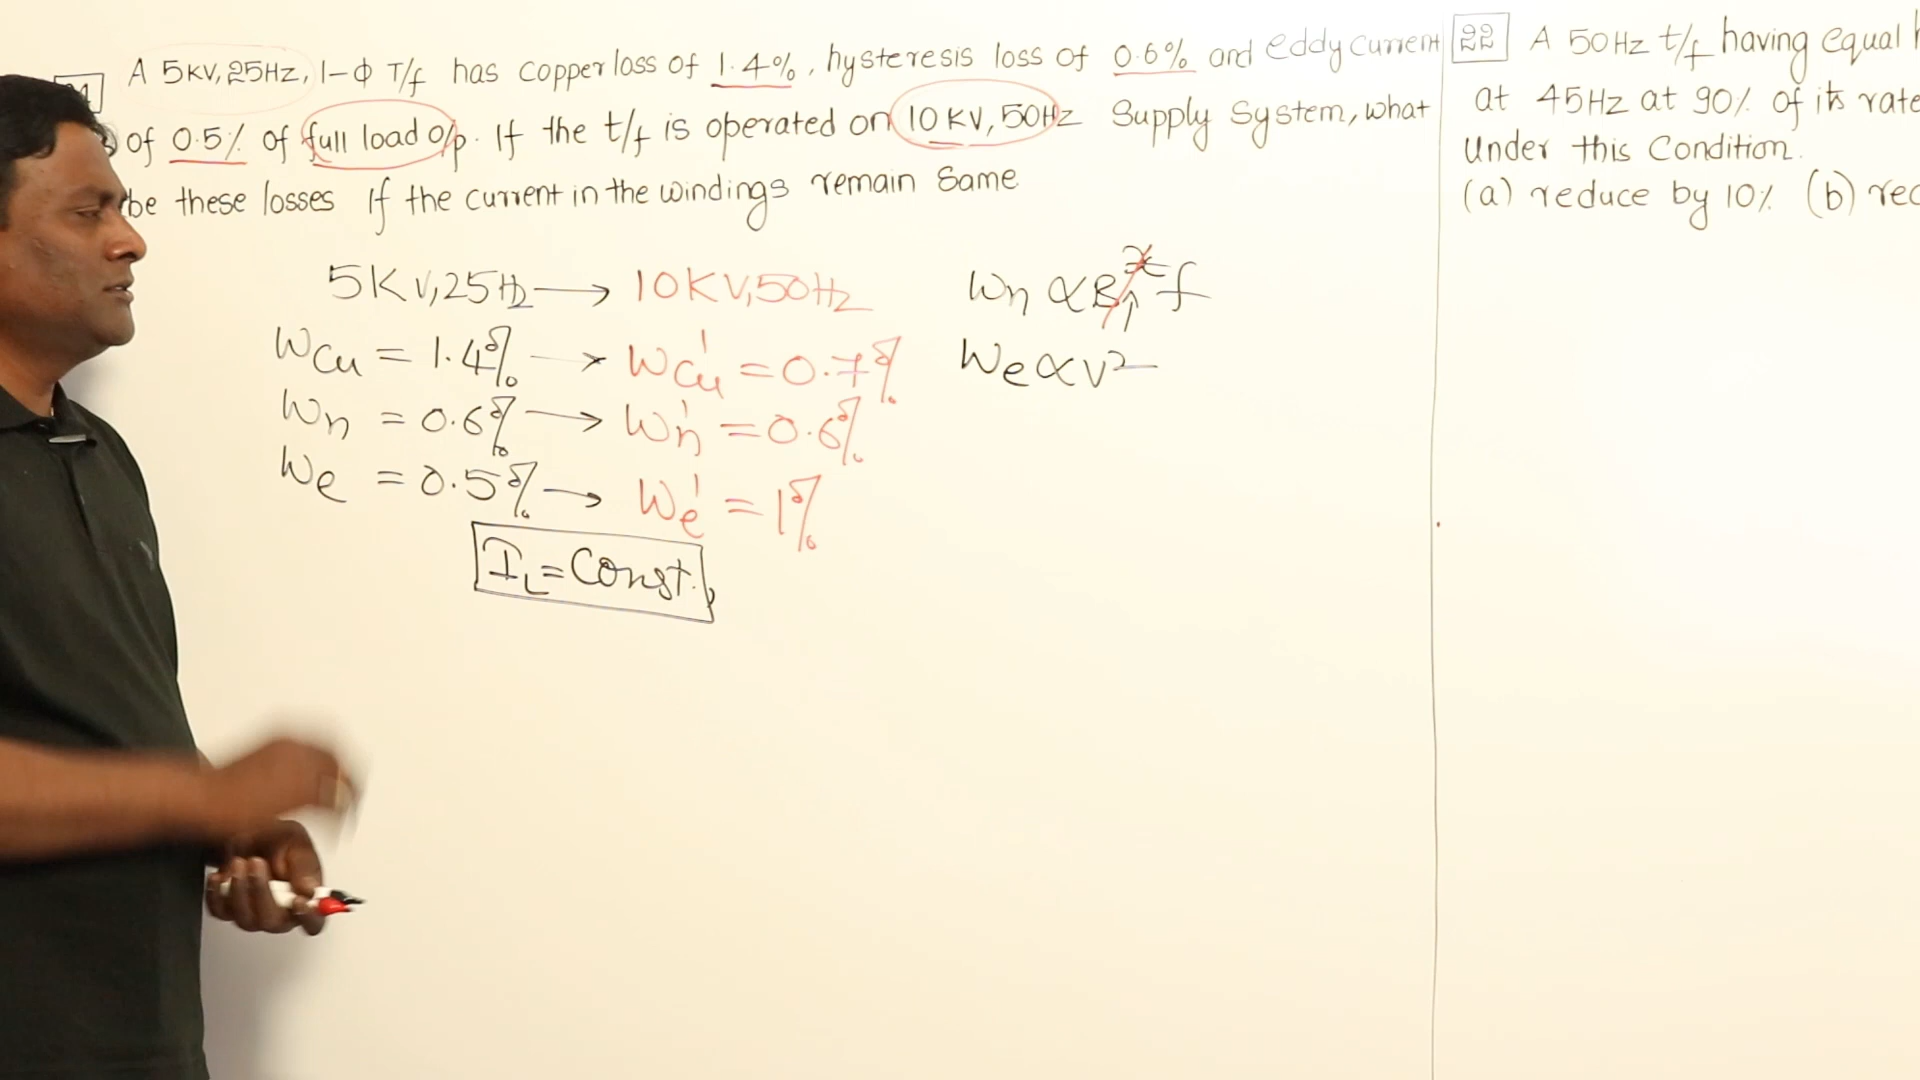 A 5KV, 25Hz, 1-Φ T/f has copper loss of 1.4%, hysteresis loss of 0.6% and eddy current
of 0.5% of full load o/p. If the t/f is operated on 10 KV, 50Hz Supply System, what
be these losses If the current in the windings remain Same
5KV,25Hz → 10KV,50Hz
Wcu = 1.4% → Wcu' = 0.7%
Wh = 0.6% → Wh' = 0.6%
We = 0.5% → We' = 1%
IL = Const.
Wh ∝ B^x f
We ∝ V²
22 A 50Hz t/f having equal
at 45Hz at 90% of its rate
Under this Condition.
(a) reduce by 10% (b) rec